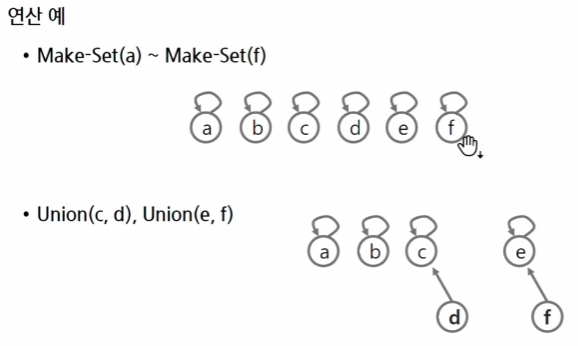 연산 예
• Make-Set(a) ~ Make-Set(f)
a b c d e f
• Union(c, d), Union(e, f)
a b c e
d f